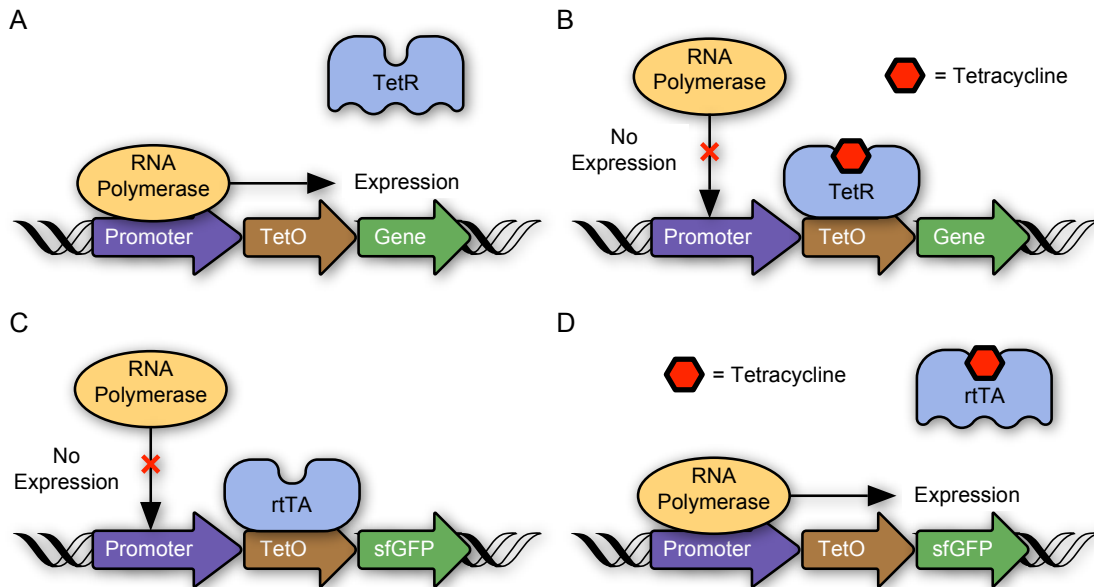 A
TetR
RNA
Polymerase
Expression
Promoter
TetO
Gene
B
RNA
Polymerase
= Tetracycline
No
Expression
TetR
Promoter
TetO
Gene
C
RNA
Polymerase
No
Expression
rtTA
Promoter
TetO
sfGFP
D
= Tetracycline
rtTA
RNA
Polymerase
Expression
Promoter
TetO
sfGFP